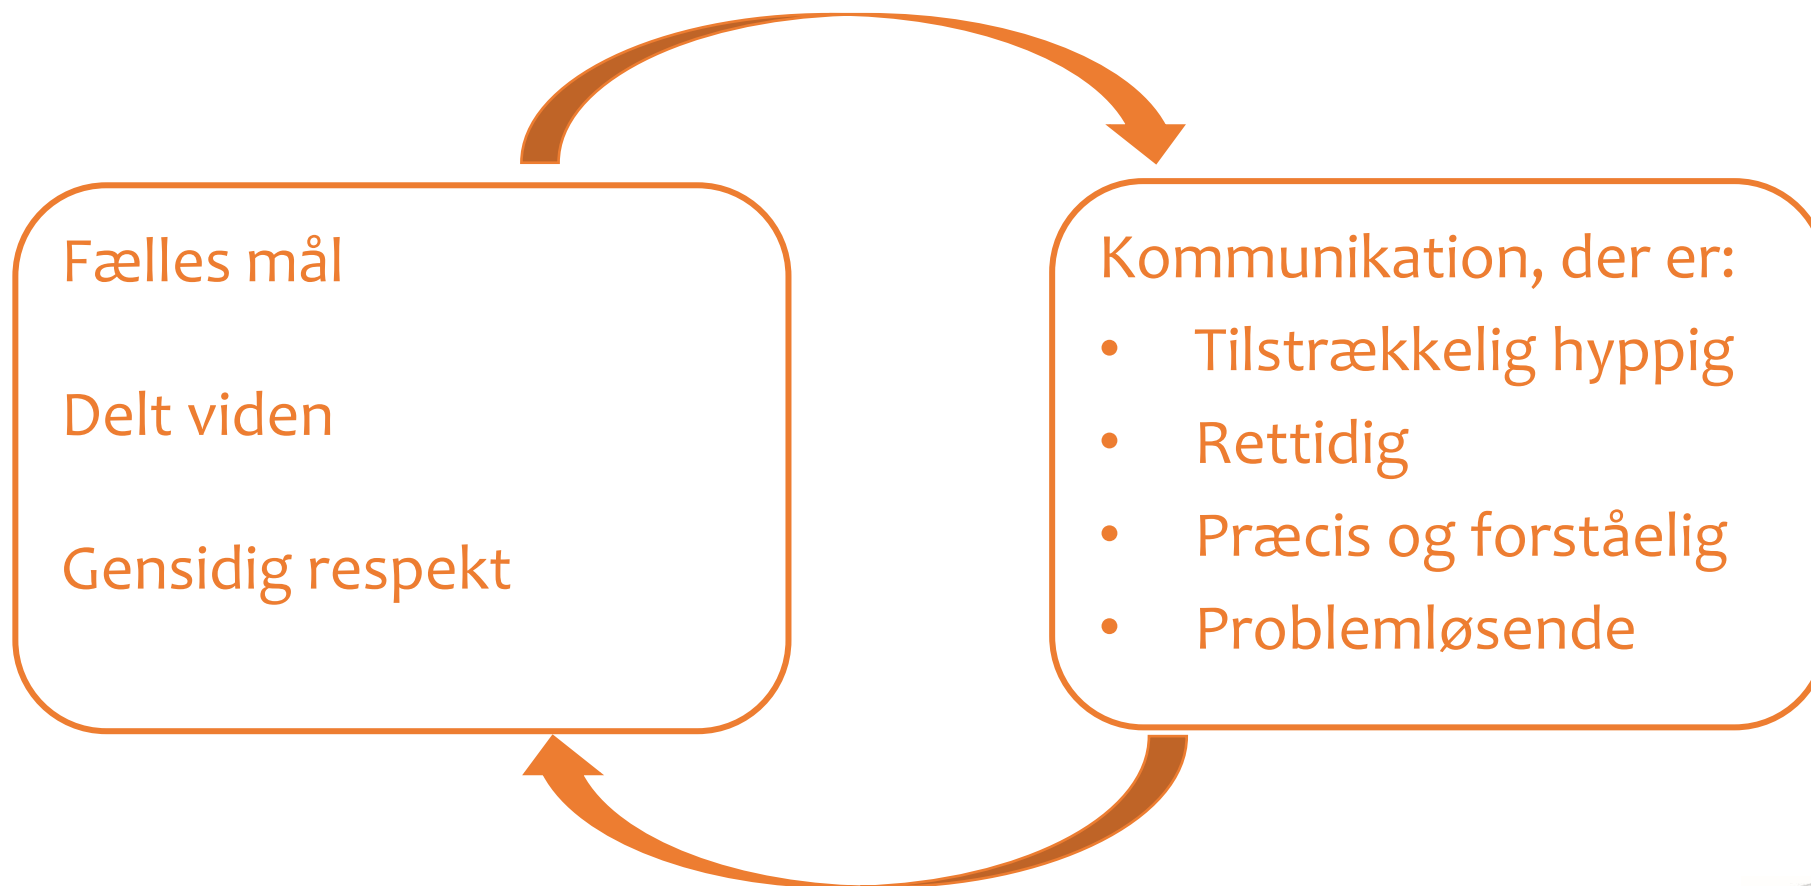 Fælles mål
Delt viden
Gensidig respekt
Kommunikation, der er:
• Tilstrækkelig hyppig
• Rettidig
• Præcis og forståelig
• Problemløsende